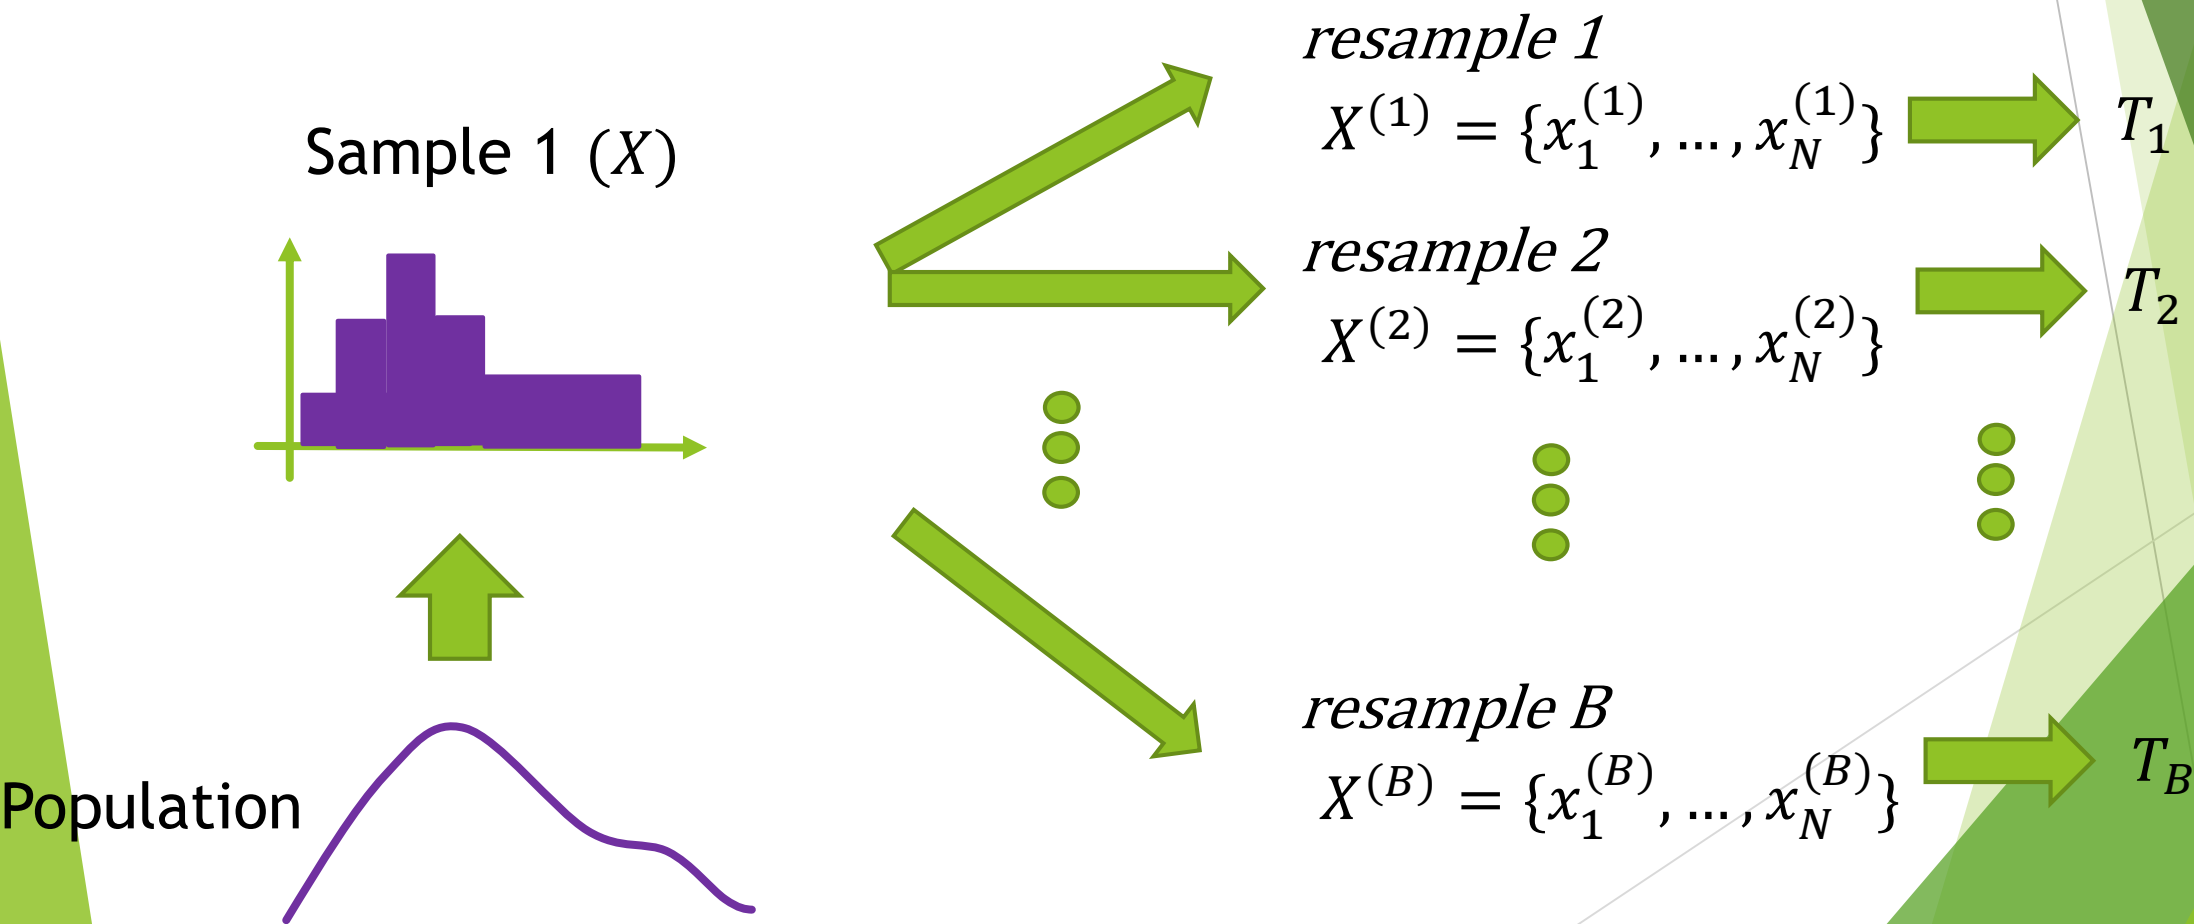 Sample 1 (X)
Population
resample 1
X^(1) = {x_1^(1), …, x_N^(1)}
T_1
resample 2
X^(2) = {x_1^(2), …, x_N^(2)}
T_2
resample B
X^(B) = {x_1^(B), …, x_N^(B)}
T_B